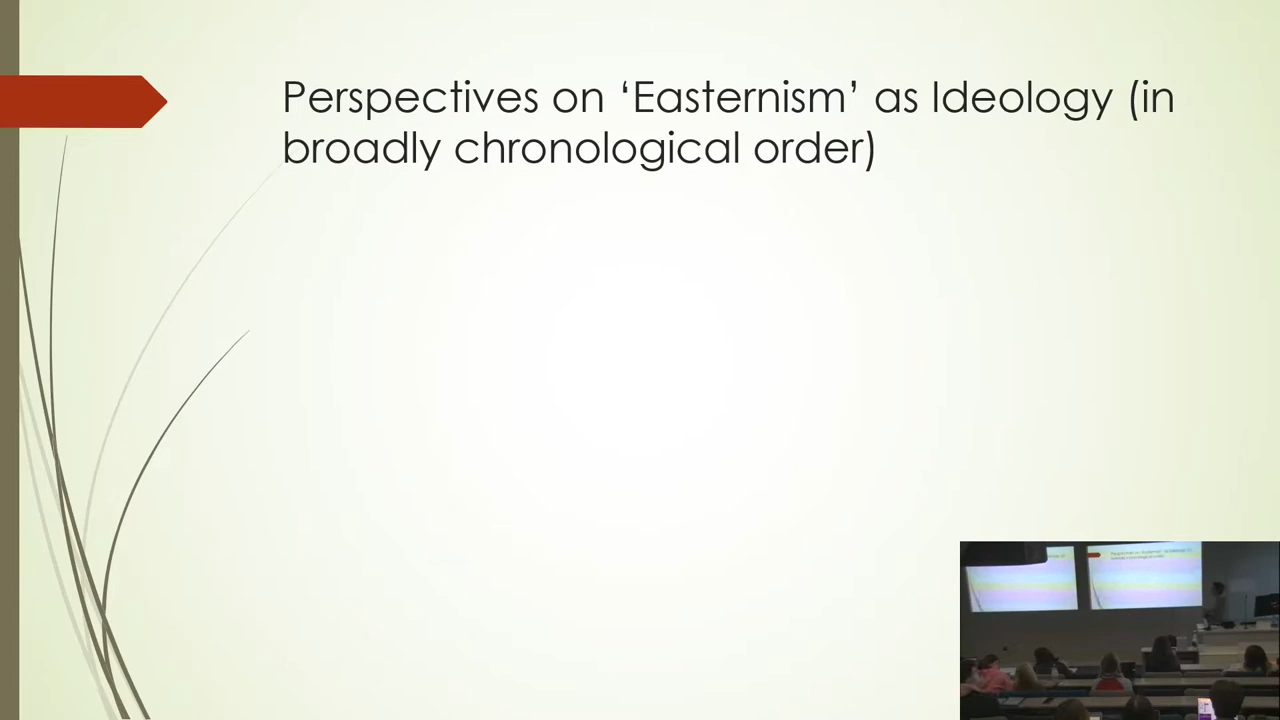 Perspectives on ‘Easternism’ as Ideology (in
broadly chronological order)